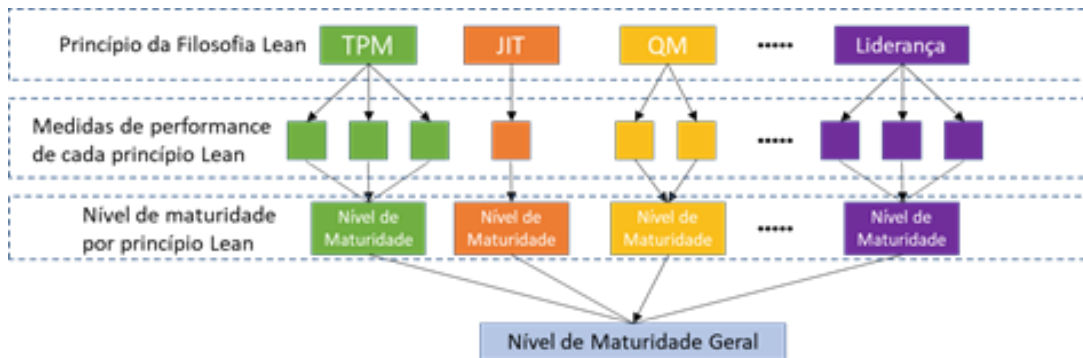 Princípio da Filosofia Lean
TPM
JIT
QM
Liderança
Medidas de performance
de cada princípio Lean
Nível de maturidade
por princípio Lean
Nível de
Maturidade
Nível de
Maturidade
Nível de
Maturidade
Nível de
Maturidade
Nível de Maturidade Geral